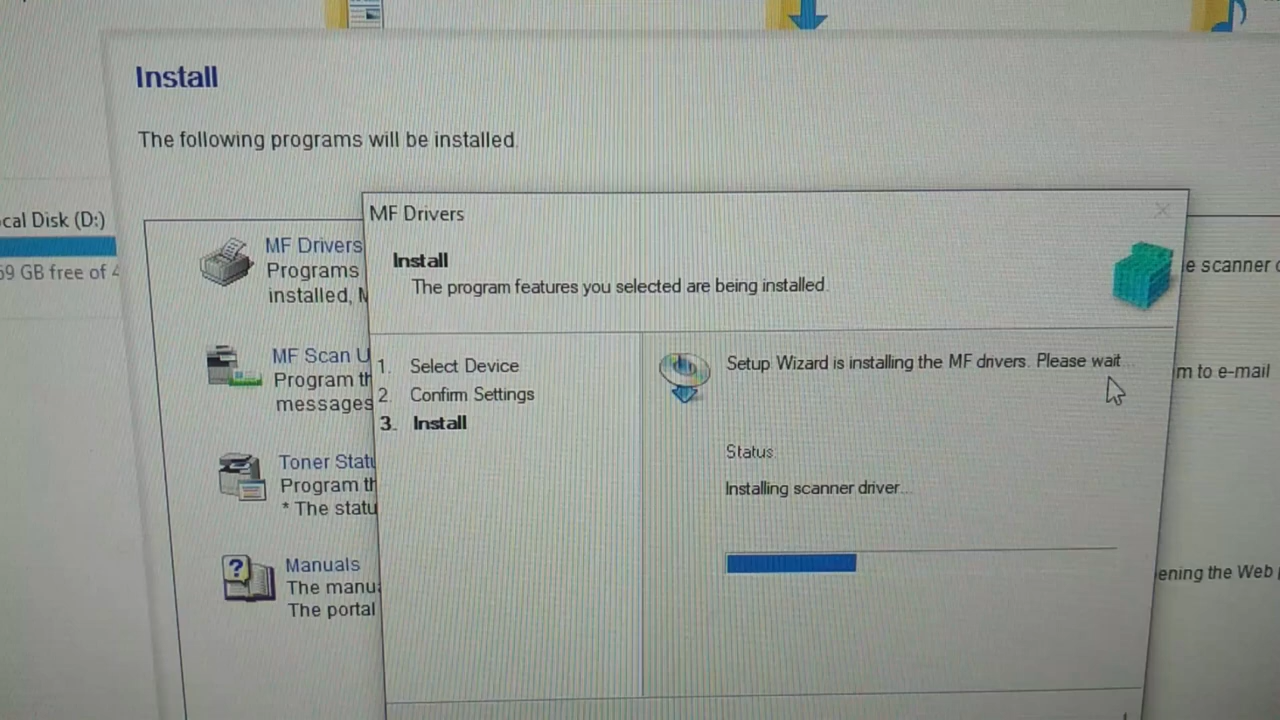 Install
The following programs will be installed.
cal Disk (D:)
GB free of
MF Drivers
Programs
installed,
MF Scan U
Program th
messages
Toner Statu
Program th
* The statu
Manuals
The manua
The portal
MF Drivers
Install
The program features you selected are being installed.
1. Select Device
2. Confirm Settings
3. Install
Setup Wizard is installing the MF drivers. Please wait...
Status:
Installing scanner driver...
e scanner
m to e-mail
ening the Web